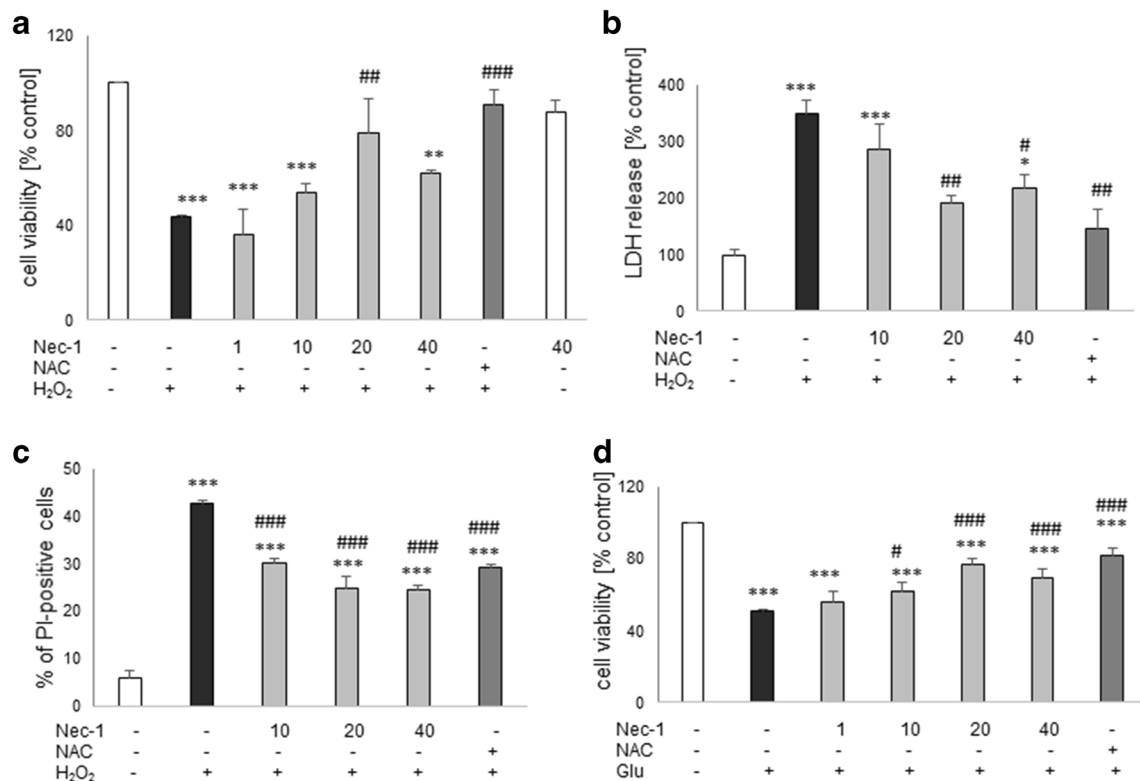 a
cell viability [% control]
120
80
40
0
***
***
***
##
**
###
Nec-1 - - 1 10 20 40 - 40
NAC - - - - - - + -
H₂O₂ - + + + + + + -
b
LDH release [% control]
400
300
200
100
0
***
***
##
#
*
##
Nec-1 - - 10 20 40 -
NAC - - - - - +
H₂O₂ - + + + + +
c
% of PI-positive cells
50
40
30
20
10
0
***
###
***
###
***
###
***
###
***
Nec-1 - - 10 20 40 -
NAC - - - - - +
H₂O₂ - + + + + +
d
cell viability [% control]
120
80
40
0
***
***
#
***
###
***
###
***
###
***
Nec-1 - - 1 10 20 40 -
NAC - - - - - - +
Glu - + + + + + +